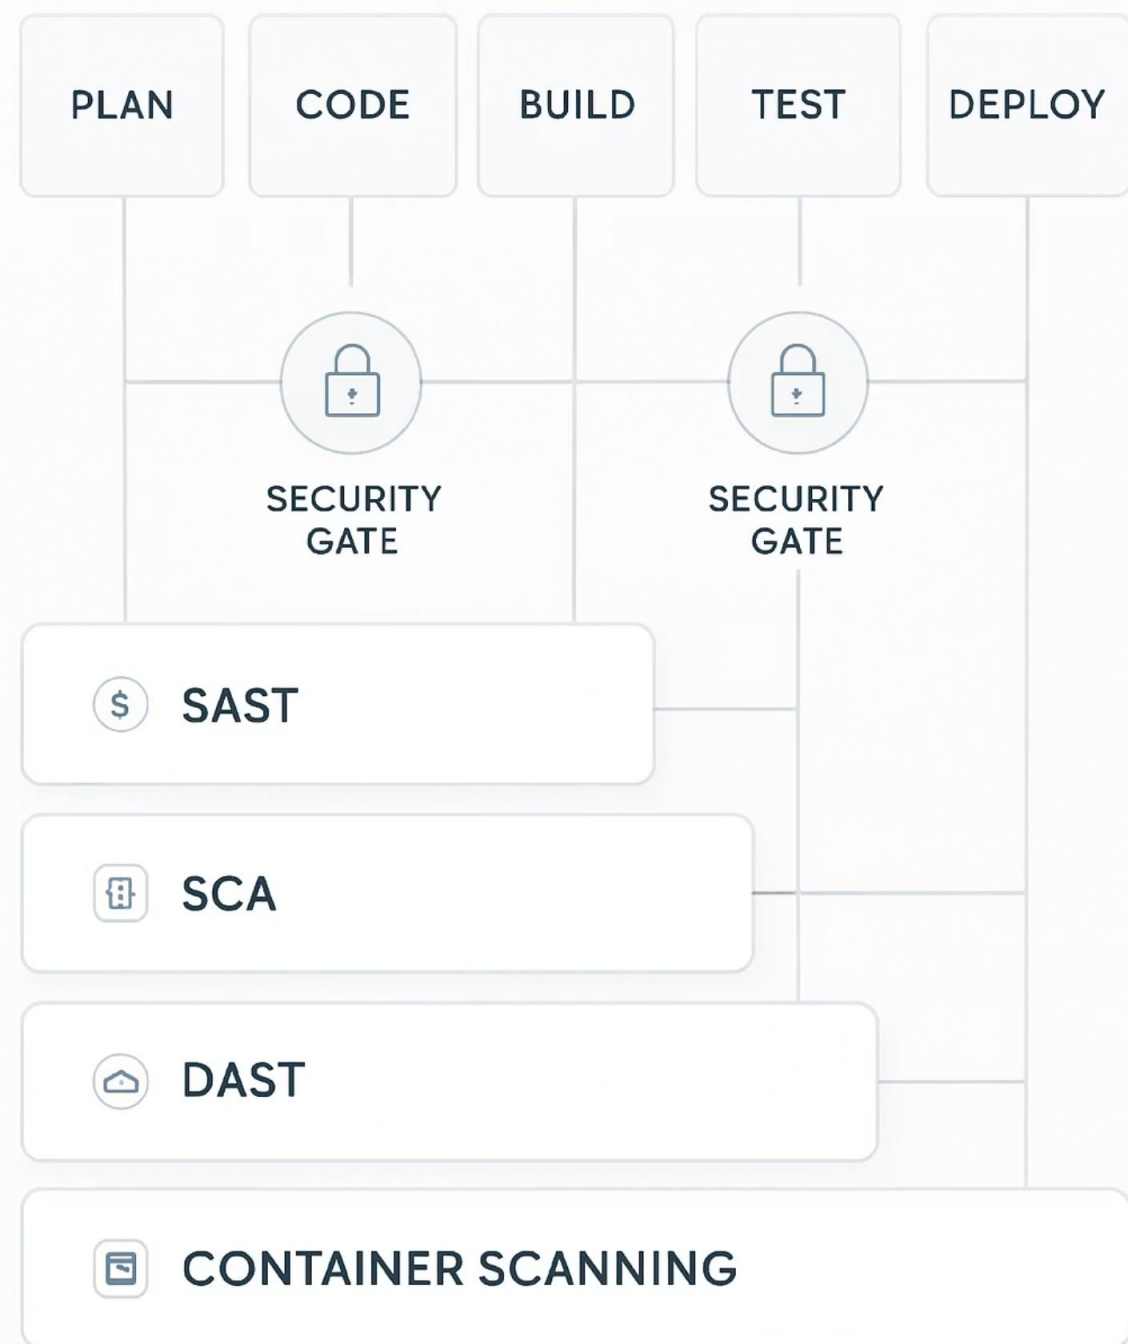 PLAN
CODE
BUILD
TEST
DEPLOY
SECURITY
GATE
SECURITY
GATE
$ SAST
SCA
DAST
CONTAINER SCANNING